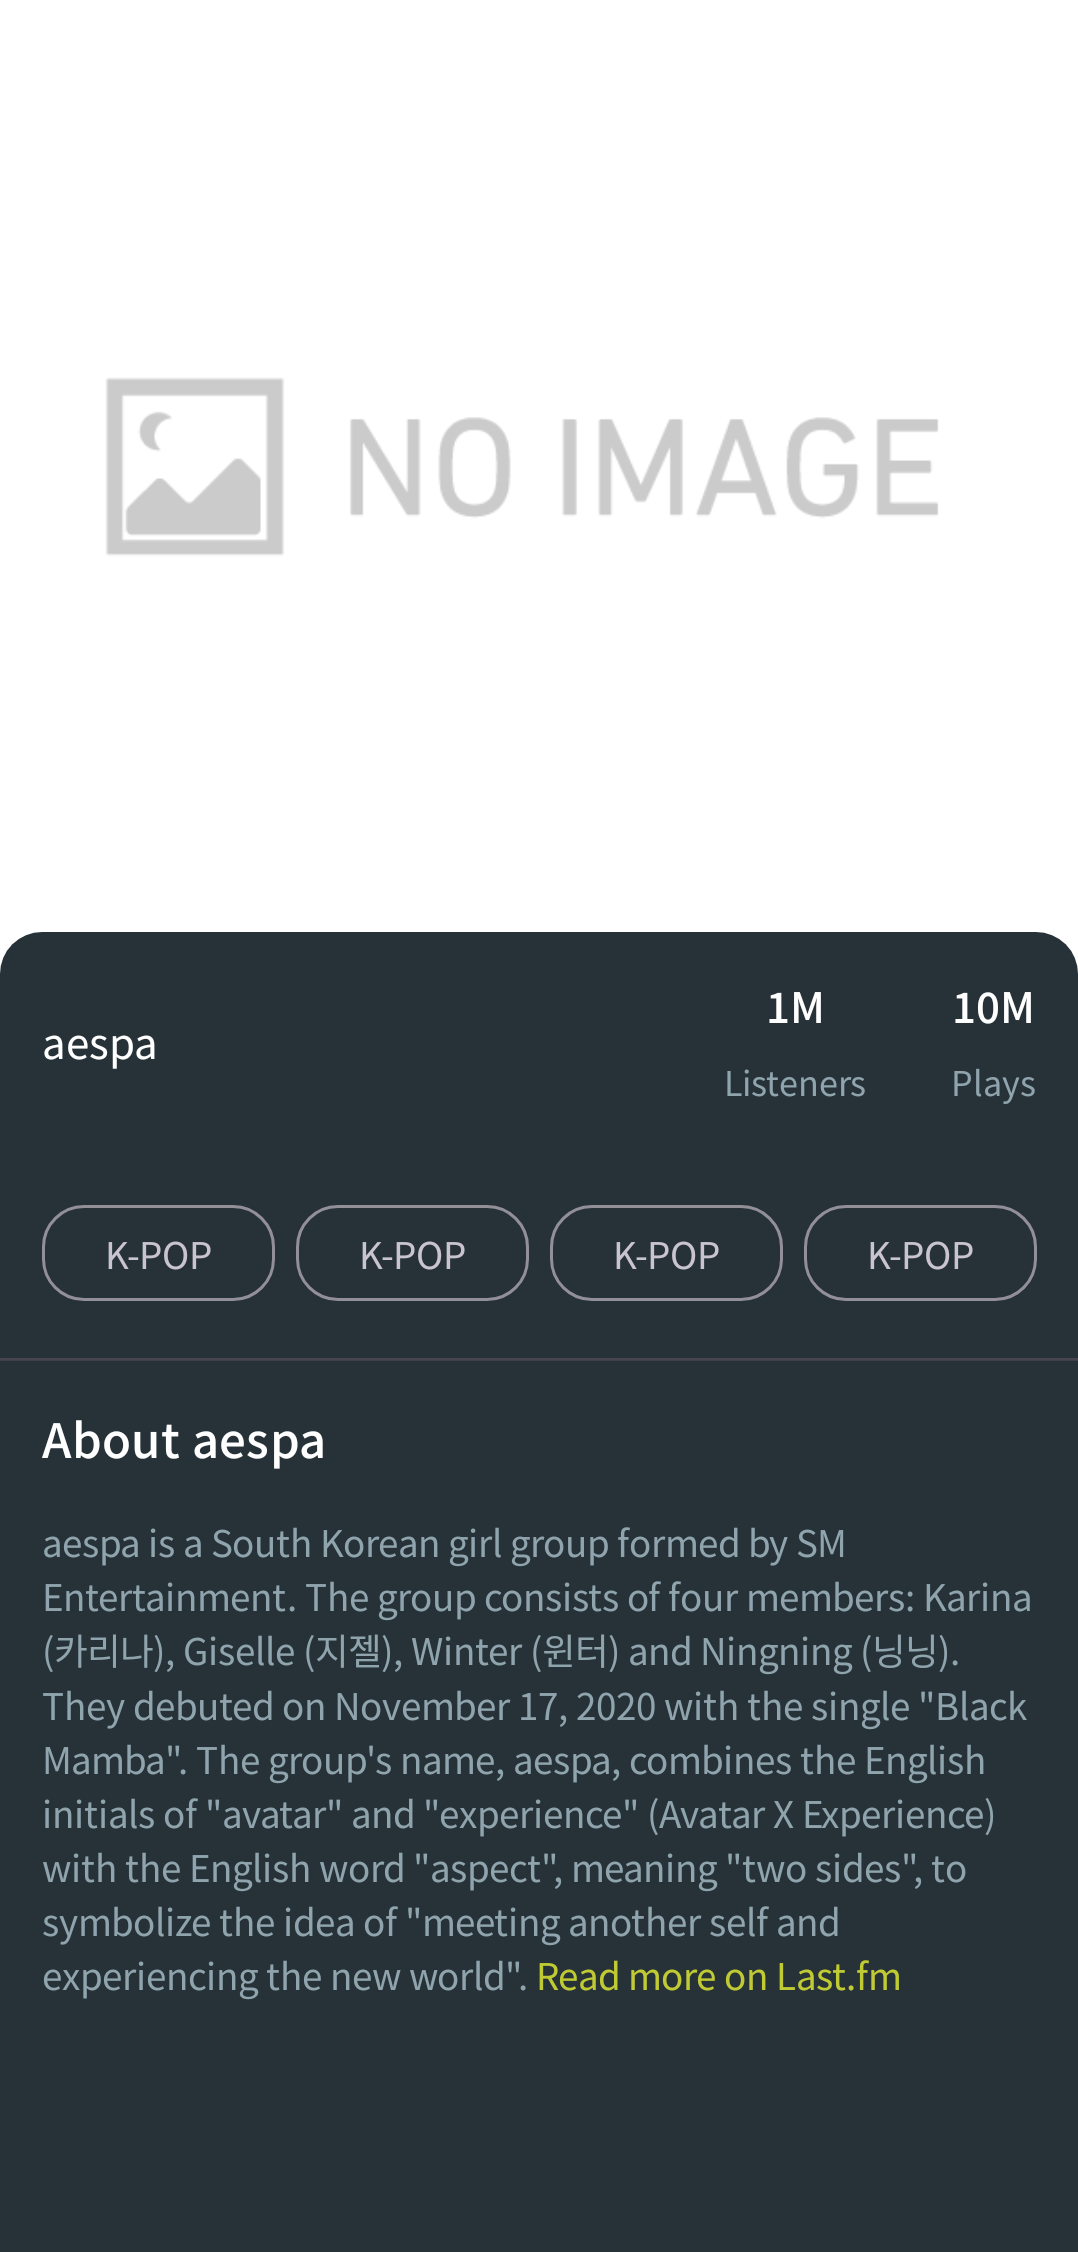 NO IMAGE
aespa
1M
Listeners
10M
Plays
K-POP
K-POP
K-POP
K-POP
About aespa
aespa is a South Korean girl group formed by SM
Entertainment. The group consists of four members: Karina
(카리나), Giselle (지젤), Winter (윈터) and Ningning (닝닝).
They debuted on November 17, 2020 with the single "Black
Mamba". The group's name, aespa, combines the English
initials of "avatar" and "experience" (Avatar X Experience)
with the English word "aspect", meaning "two sides", to
symbolize the idea of "meeting another self and
experiencing the new world". Read more on Last.fm